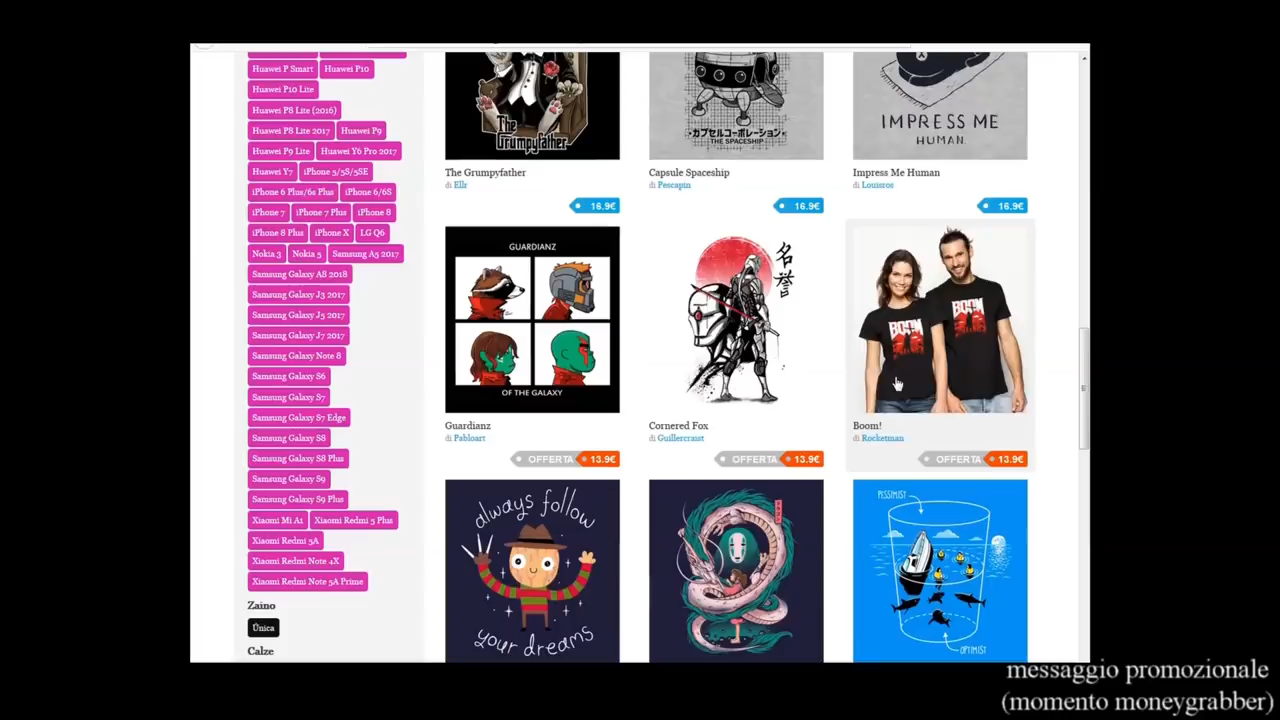 Huawei P Smart
Huawei P10
Huawei P10 Lite
Huawei P8 Lite (2016)
Huawei P8 Lite 2017
Huawei P9
Huawei P9 Lite
Huawei Y6 Pro 2017
Huawei Y7
iPhone 5/5S/5SE
iPhone 6 Plus/6s Plus
iPhone 6/6S
iPhone 7
iPhone 7 Plus
iPhone 8
iPhone 8 Plus
iPhone X
LG Q6
Nokia 3
Nokia 5
Samsung A5 2017
Samsung Galaxy A8 2018
Samsung Galaxy J3 2017
Samsung Galaxy J5 2017
Samsung Galaxy J7 2017
Samsung Galaxy Note 8
Samsung Galaxy S6
Samsung Galaxy S7
Samsung Galaxy S7 Edge
Samsung Galaxy S8
Samsung Galaxy S8 Plus
Samsung Galaxy S9
Samsung Galaxy S9 Plus
Xiaomi Mi A1
Xiaomi Redmi 5 Plus
Xiaomi Redmi 5A
Xiaomi Redmi Note 4X
Xiaomi Redmi Note 5A Prime
Zaino
Única
Calze
The
Grumpyfather
The Grumpyfather
di Ellr
16.9€
カプセルコーポレーション
THE SPACESHIP
Capsule Spaceship
di Pescapin
16.9€
IMPRESS ME
HUMAN.
Impress Me Human
di Louisros
16.9€
GUARDIANZ
OF THE GALAXY
Guardianz
di Pabloart
OFFERTA 13.9€
名誉
Cornered Fox
di Guillercraist
OFFERTA 13.9€
BOOM
BOOM
Boom!
di Rocketman
OFFERTA 13.9€
always follow
your dreams
PESSIMIST
OPTIMIST
messaggio promozionale
(momento moneygrabber)